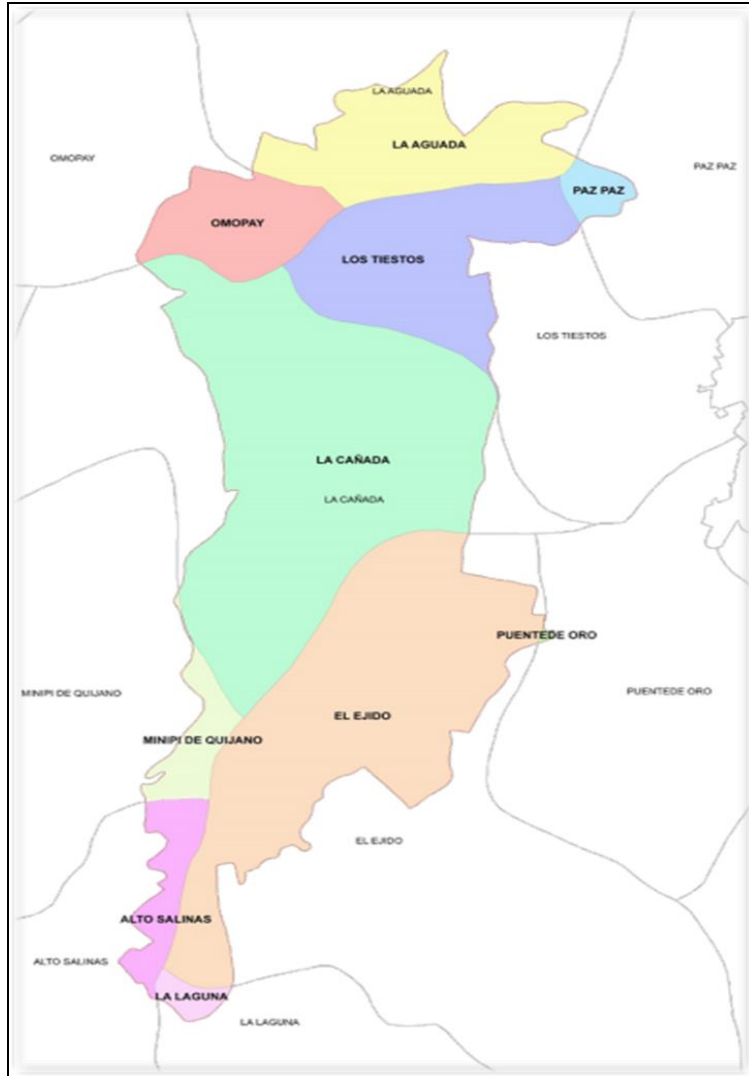 LA AGUADA
LA AGUADA
OMOPAY
PAZ PAZ
PAZ PAZ
OMOPAY
LOS TIESTOS
LOS TIESTOS
LA CAÑADA
LA CAÑADA
PUENTEDE ORO
MINIPI DE QUIJANO
PUENTEDE ORO
EL EJIDO
MINIPI DE QUIJANO
EL EJIDO
ALTO SALINAS
ALTO SALINAS
LA LAGUNA
LA LAGUNA